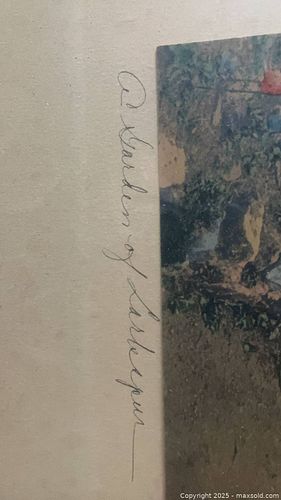 A Garden of Larkspur
Copyright © 2025 - maxsold.com